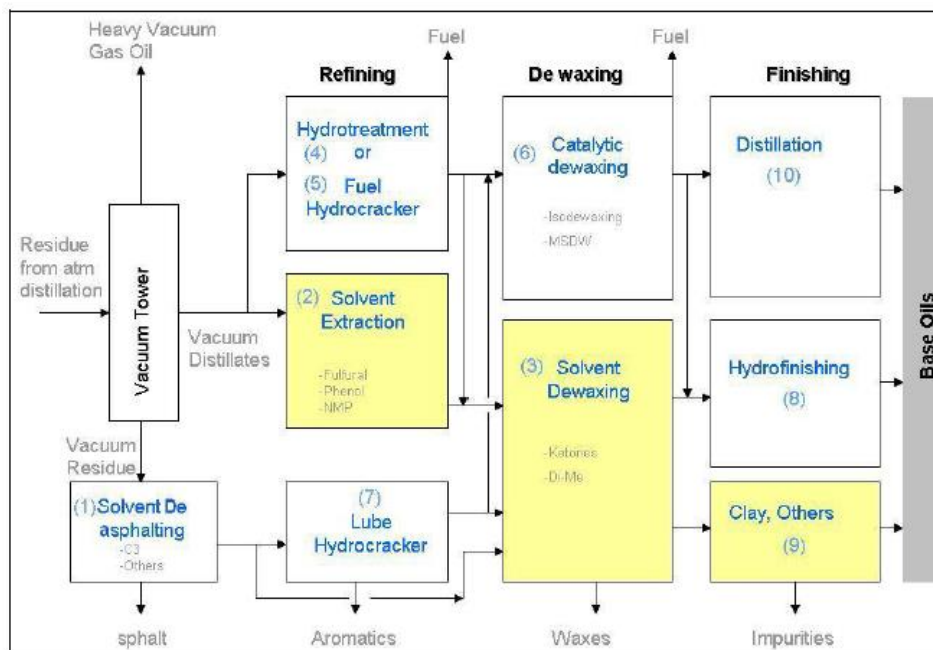 Heavy Vacuum
Gas Oil
Fuel
Fuel
Refining
De waxing
Finishing
Hydrotreatment
(4) or
(5) Fuel
Hydrocracker
(6) Catalytic
dewaxing
-Isodewaxing
-MSDW
Distillation
(10)
Residue
from atm
distillation
Vacuum Tower
Vacuum
Distillates
(2) Solvent
Extraction
-Fulfural
-Phenol
-NMP
(3) Solvent
Dewaxing
-Ketones
-Di-Me
Hydrofinishing
(8)
Base Oils
Vacuum
Residue
(1) Solvent De
asphalting
-C3
-Others
(7)
Lube
Hydrocracker
Clay, Others
(9)
sphalt
Aromatics
Waxes
Impurities